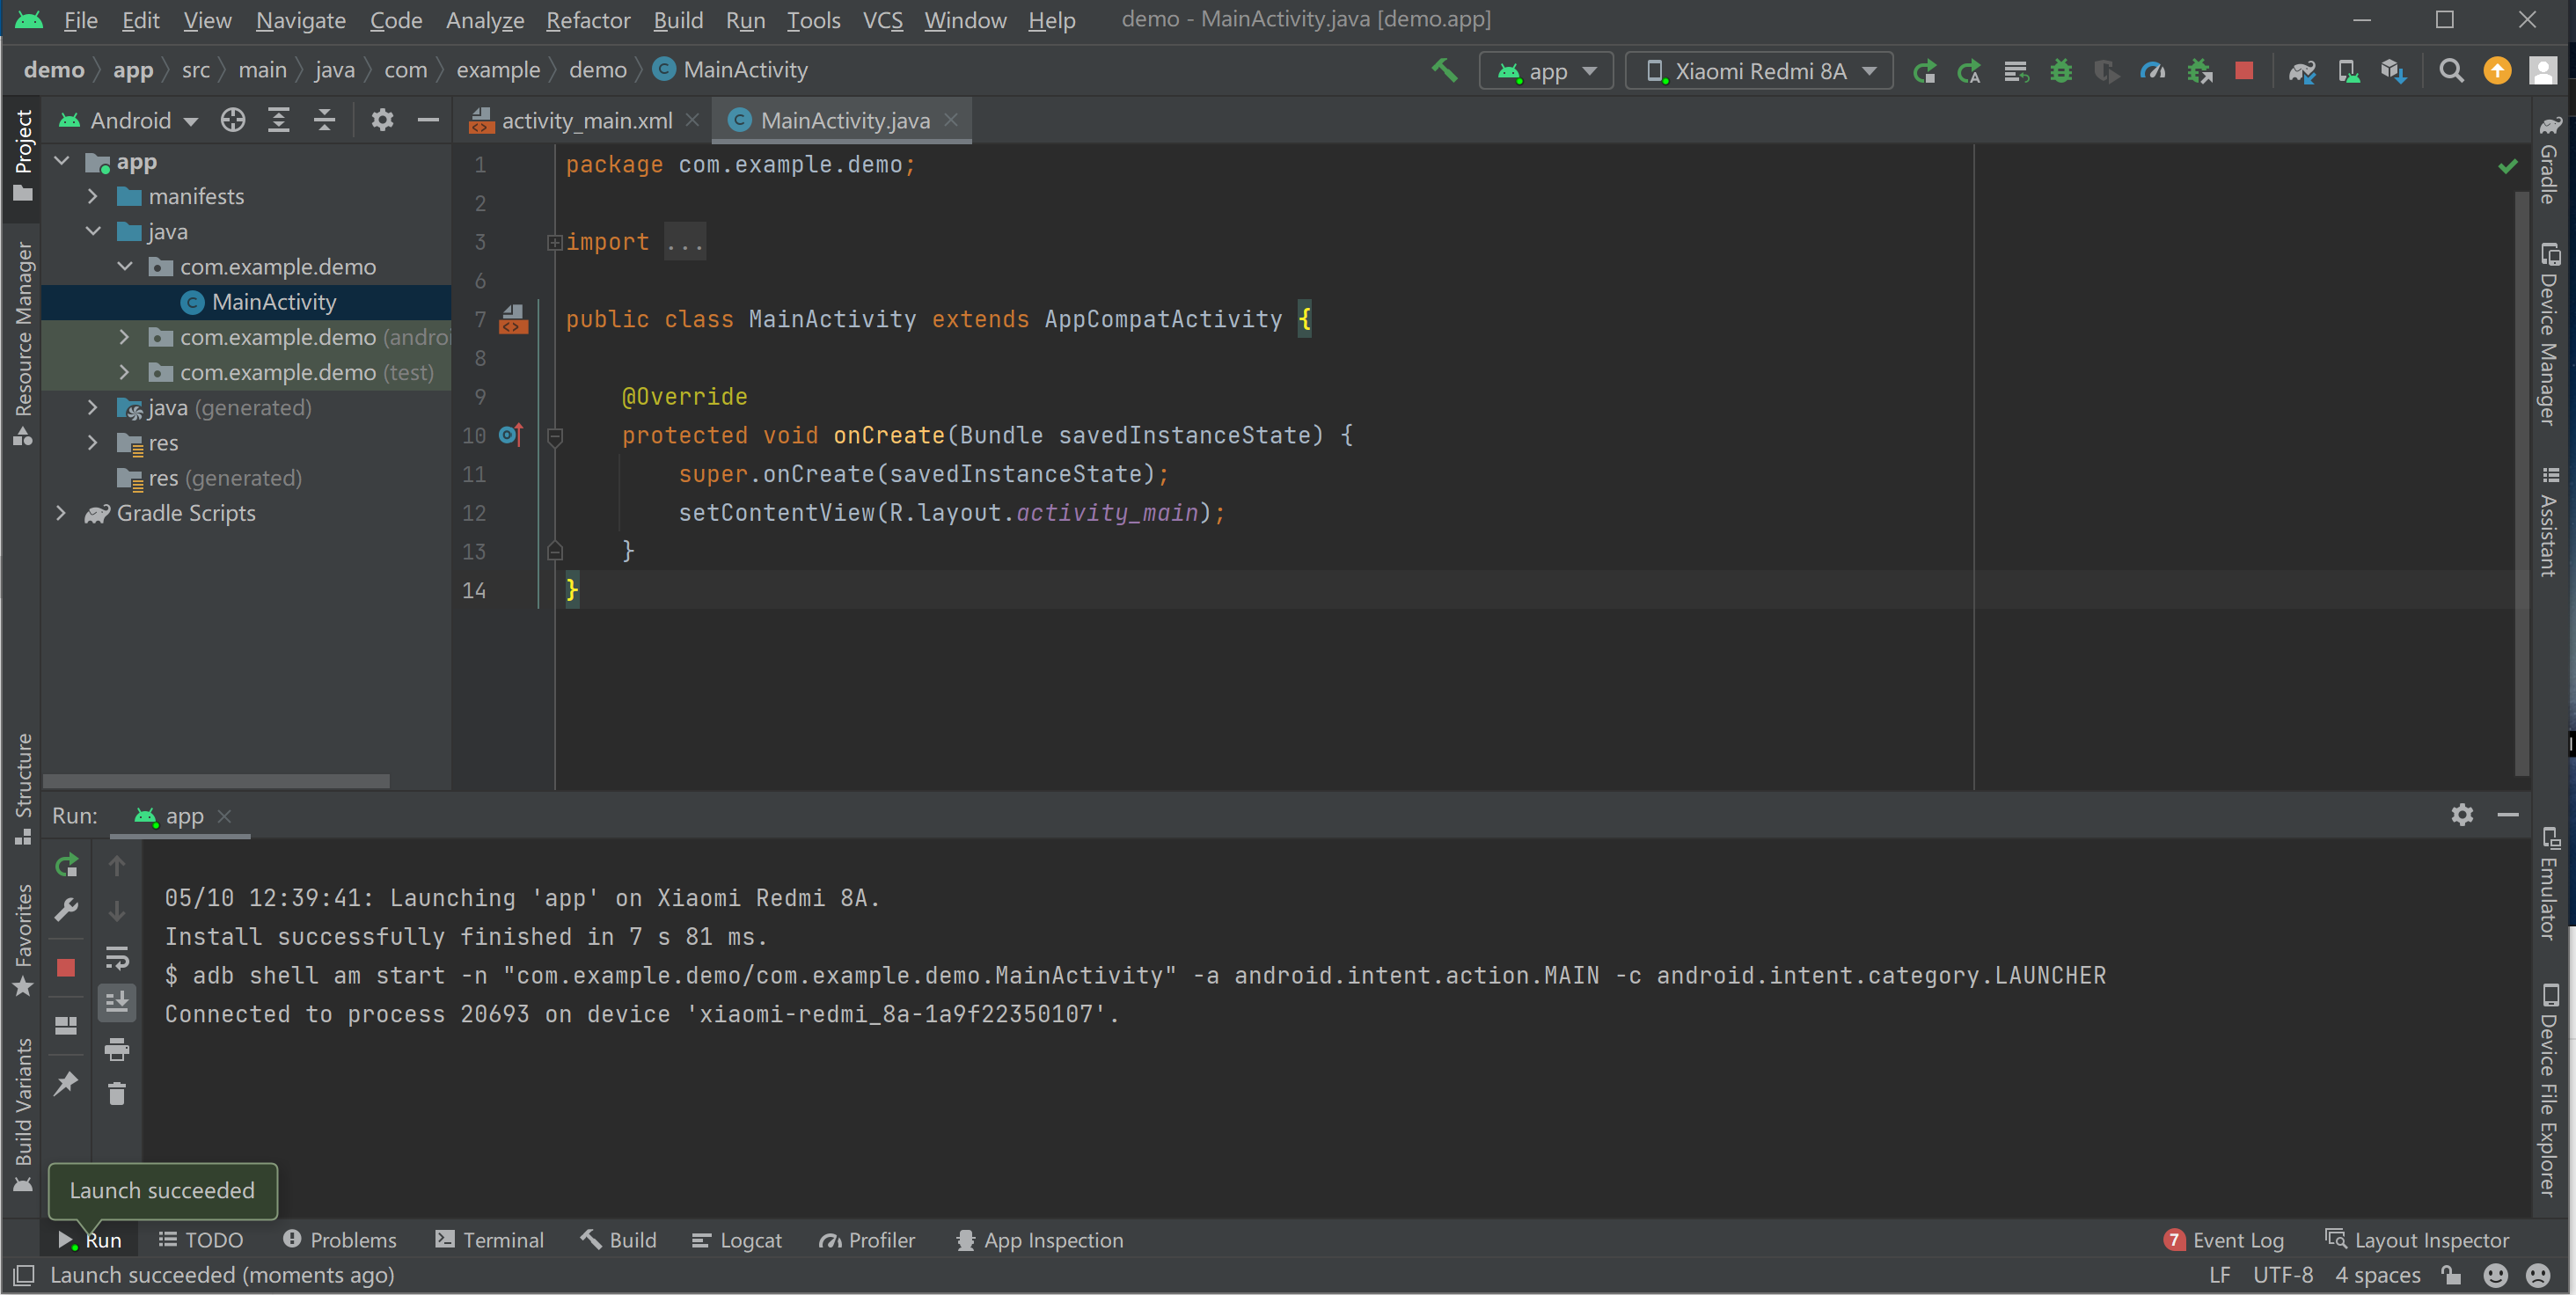 File Edit View Navigate Code Analyze Refactor Build Run Tools VCS Window Help demo - MainActivity.java [demo.app]
demo app src main java com example demo MainActivity app Xiaomi Redmi 8A
Project
Resource Manager
Structure
Favorites
Build Variants
Android
app
manifests
java
com.example.demo
MainActivity
com.example.demo (androi
com.example.demo (test)
java (generated)
res
res (generated)
Gradle Scripts
activity_main.xml MainActivity.java
1 package com.example.demo;
2
3 import ...
6
7 public class MainActivity extends AppCompatActivity {
8
9 @Override
10 protected void onCreate(Bundle savedInstanceState) {
11 super.onCreate(savedInstanceState);
12 setContentView(R.layout.activity_main);
13 }
14 }
Gradle
Device Manager
Assistant
Emulator
Device File Explorer
Run: app
05/10 12:39:41: Launching 'app' on Xiaomi Redmi 8A.
Install successfully finished in 7 s 81 ms.
$ adb shell am start -n "com.example.demo/com.example.demo.MainActivity" -a android.intent.action.MAIN -c android.intent.category.LAUNCHER
Connected to process 20693 on device 'xiaomi-redmi_8a-1a9f22350107'.
Launch succeeded
Run TODO Problems Terminal Build Logcat Profiler App Inspection 7 Event Log Layout Inspector
Launch succeeded (moments ago) LF UTF-8 4 spaces